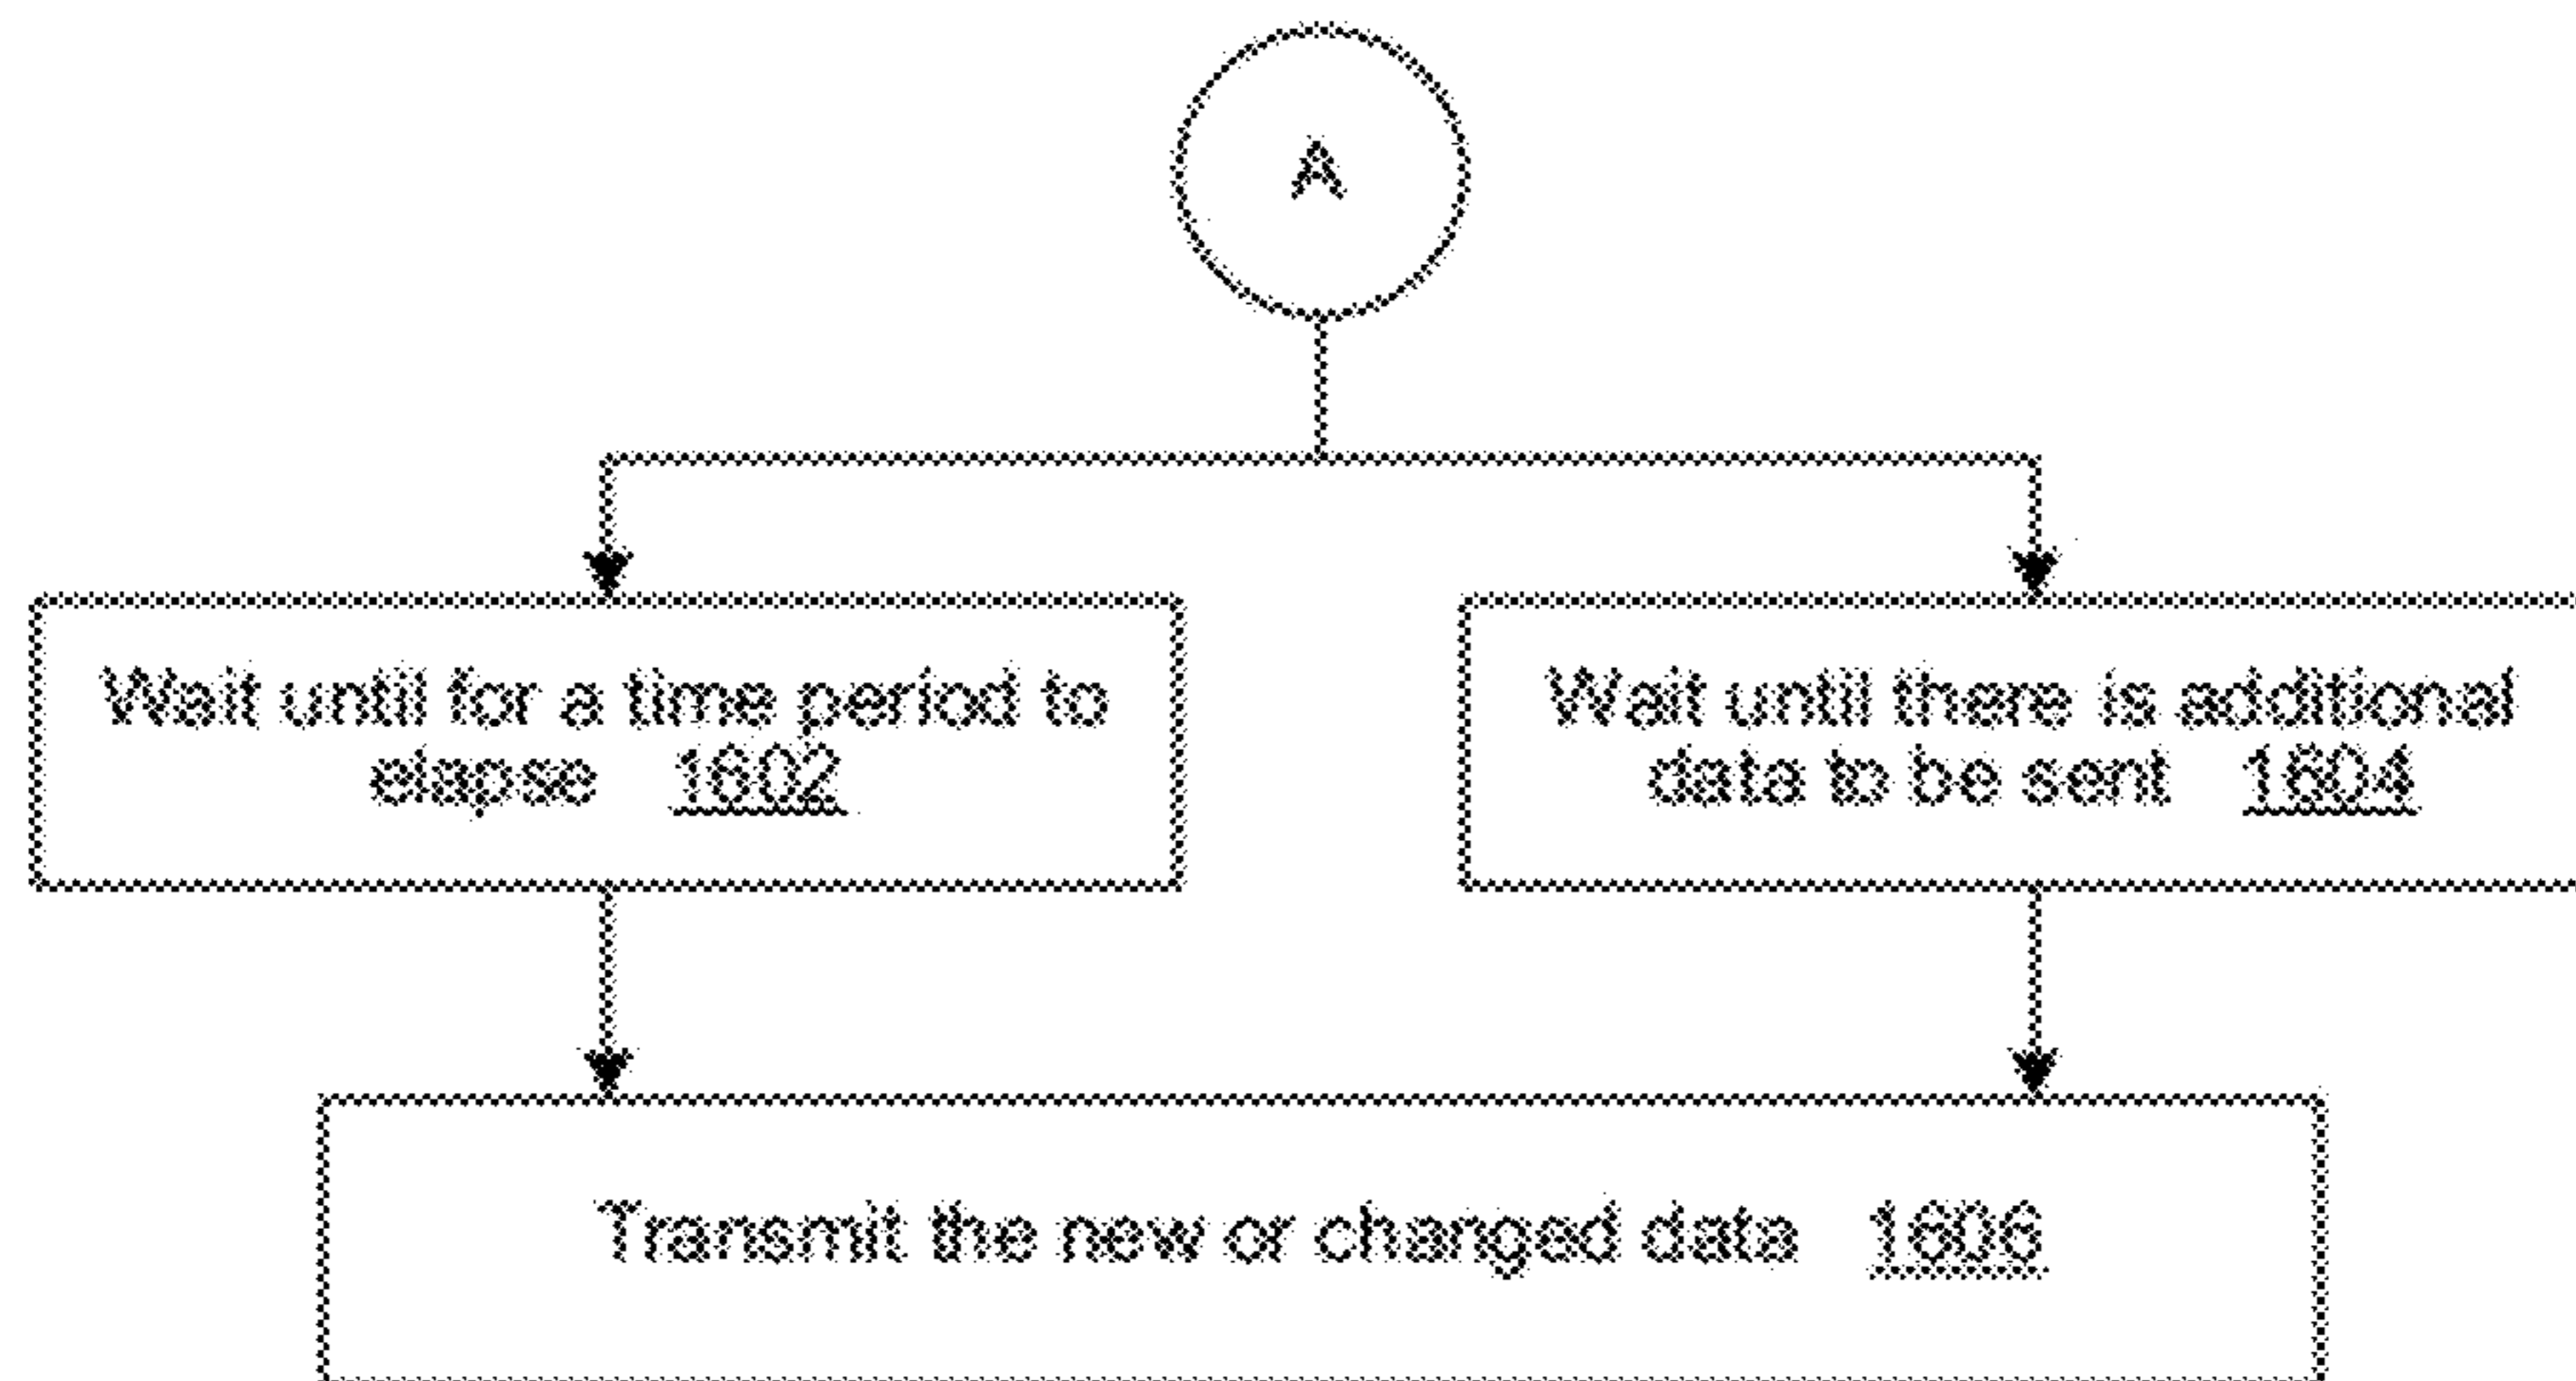 A
Wait until for a time period to
elapse 1602
Wait until there is additional
data to be sent 1604
Transmit the new or changed data 1606